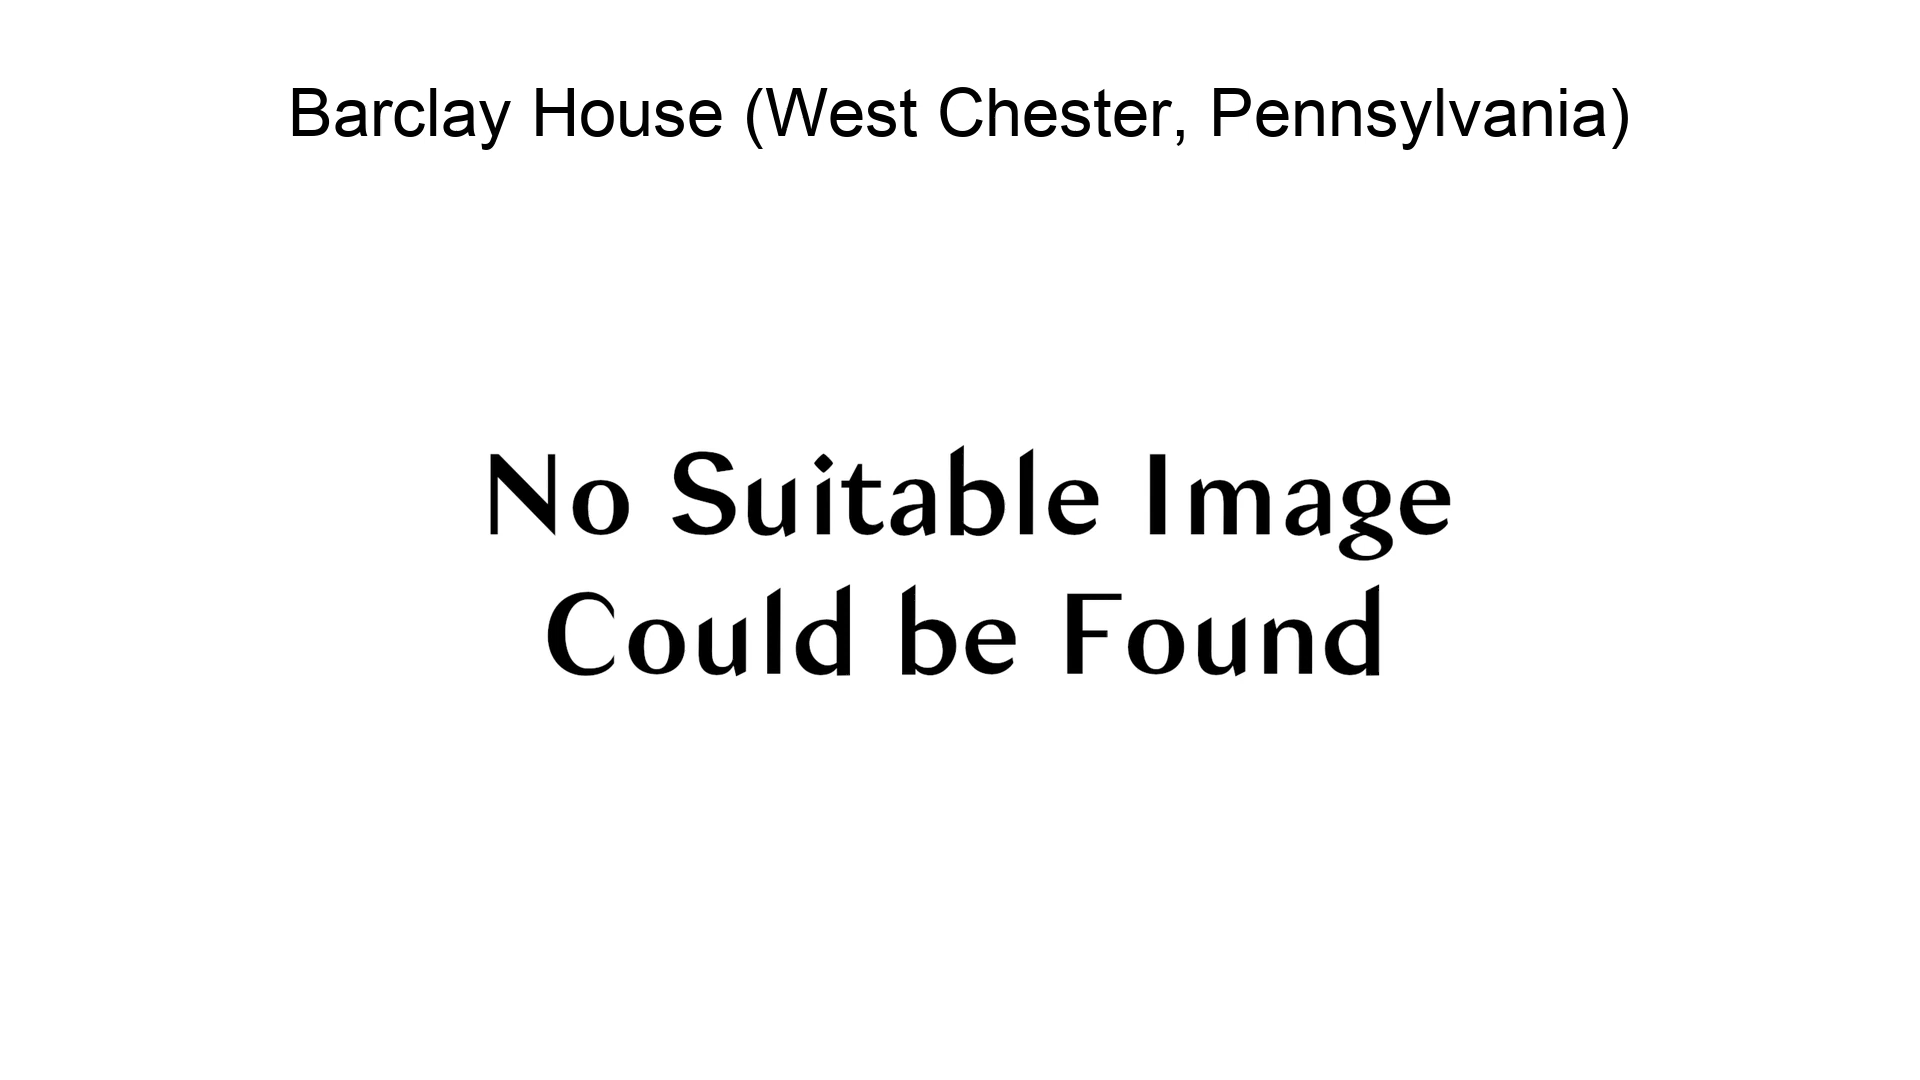 Barclay House (West Chester, Pennsylvania)
No Suitable Image
Could be Found